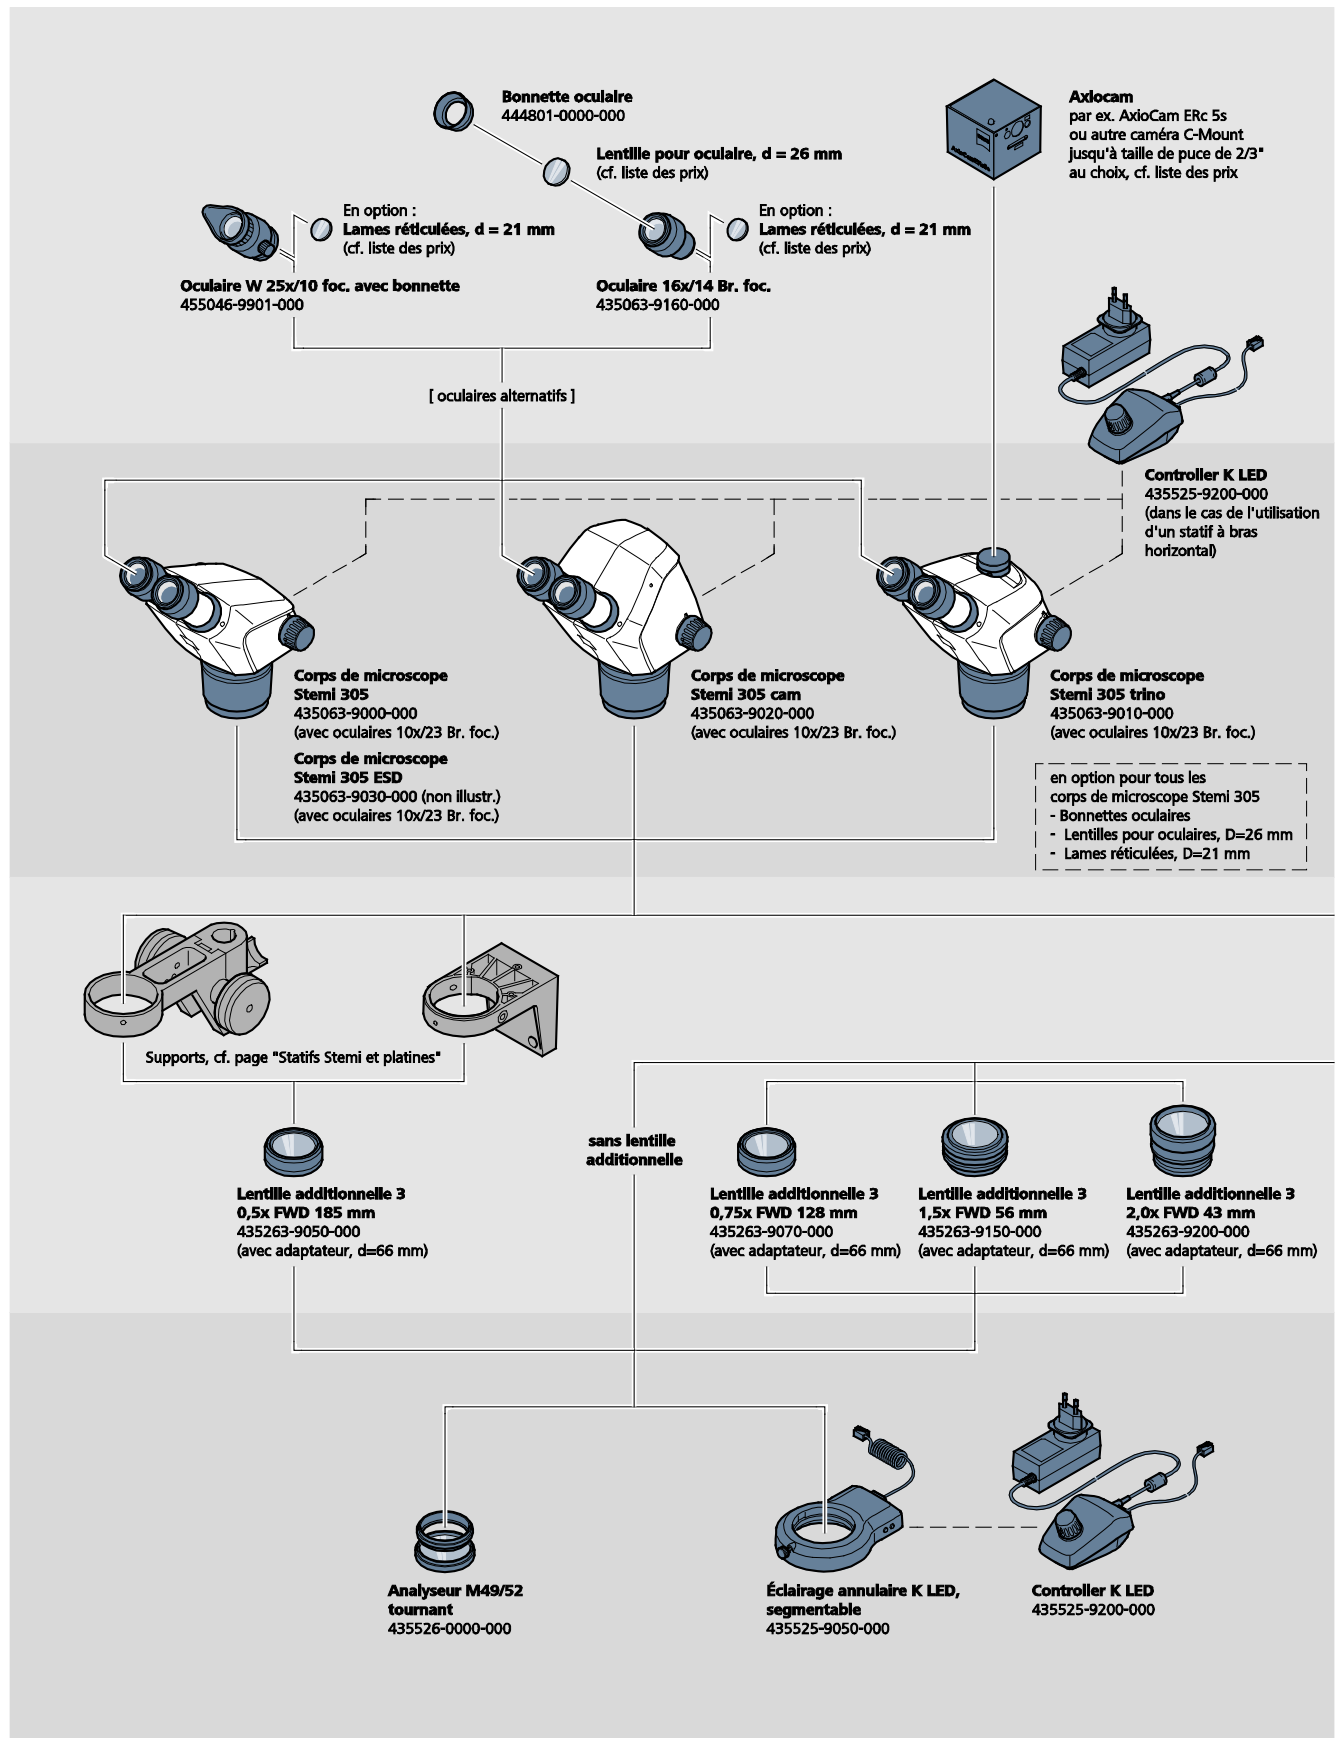 Bonnette oculaire
444801-0000-000
Axiocam
par ex. AxioCam ERc 5s
ou autre caméra C-Mount
jusqu'à taille de puce de 2/3"
au choix, cf. liste des prix
Lentille pour oculaire, d = 26 mm
(cf. liste des prix)
En option :
Lames réticulées, d = 21 mm
(cf. liste des prix)
En option :
Lames réticulées, d = 21 mm
(cf. liste des prix)
Oculaire W 25x/10 foc. avec bonnette
455046-9901-000
Oculaire 16x/14 Br. foc.
435063-9160-000
[ oculaires alternatifs ]
Controller K LED
435525-9200-000
(dans le cas de l'utilisation
d'un statif à bras
horizontal)
Corps de microscope
Stemi 305
435063-9000-000
(avec oculaires 10x/23 Br. foc.)
Corps de microscope
Stemi 305 ESD
435063-9030-000 (non illustr.)
(avec oculaires 10x/23 Br. foc.)
Corps de microscope
Stemi 305 cam
435063-9020-000
(avec oculaires 10x/23 Br. foc.)
Corps de microscope
Stemi 305 trino
435063-9010-000
(avec oculaires 10x/23 Br. foc.)
en option pour tous les
corps de microscope Stemi 305
- Bonnettes oculaires
- Lentilles pour oculaires, D=26 mm
- Lames réticulées, D=21 mm
Supports, cf. page "Statifs Stemi et platines"
sans lentille
additionnelle
Lentille additionnelle 3
0,5x FWD 185 mm
435263-9050-000
(avec adaptateur, d=66 mm)
Lentille additionnelle 3
0,75x FWD 128 mm
435263-9070-000
(avec adaptateur, d=66 mm)
Lentille additionnelle 3
1,5x FWD 56 mm
435263-9150-000
(avec adaptateur, d=66 mm)
Lentille additionnelle 3
2,0x FWD 43 mm
435263-9200-000
(avec adaptateur, d=66 mm)
Analyseur M49/52
tournant
435526-0000-000
Éclairage annulaire K LED,
segmentable
435525-9050-000
Controller K LED
435525-9200-000